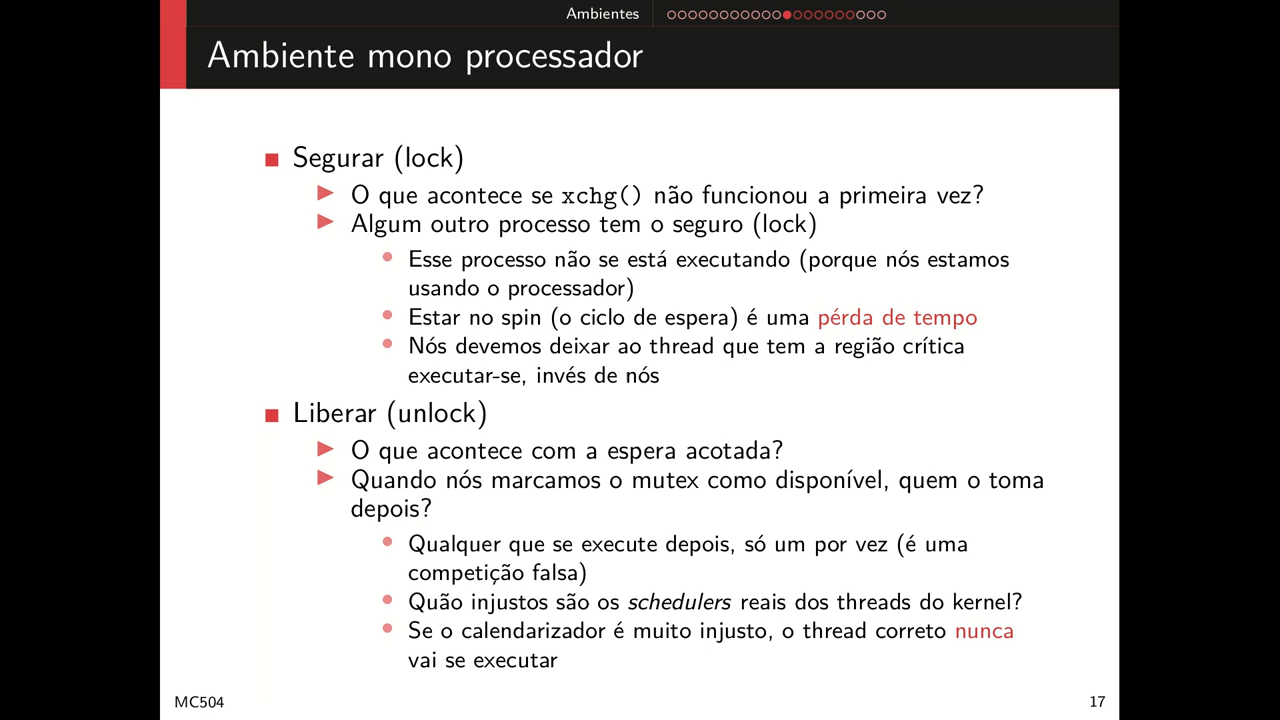 Ambientes
Ambiente mono processador
Segurar (lock)
O que acontece se xchg() não funcionou a primeira vez?
Algum outro processo tem o seguro (lock)
Esse processo não se está executando (porque nós estamos
usando o processador)
Estar no spin (o ciclo de espera) é uma pérda de tempo
Nós devemos deixar ao thread que tem a região crítica
executar-se, invés de nós
Liberar (unlock)
O que acontece com a espera acotada?
Quando nós marcamos o mutex como disponível, quem o toma
depois?
Qualquer que se execute depois, só um por vez (é uma
competição falsa)
Quão injustos são os schedulers reais dos threads do kernel?
Se o calendarizador é muito injusto, o thread correto nunca
vai se executar
MC504
17